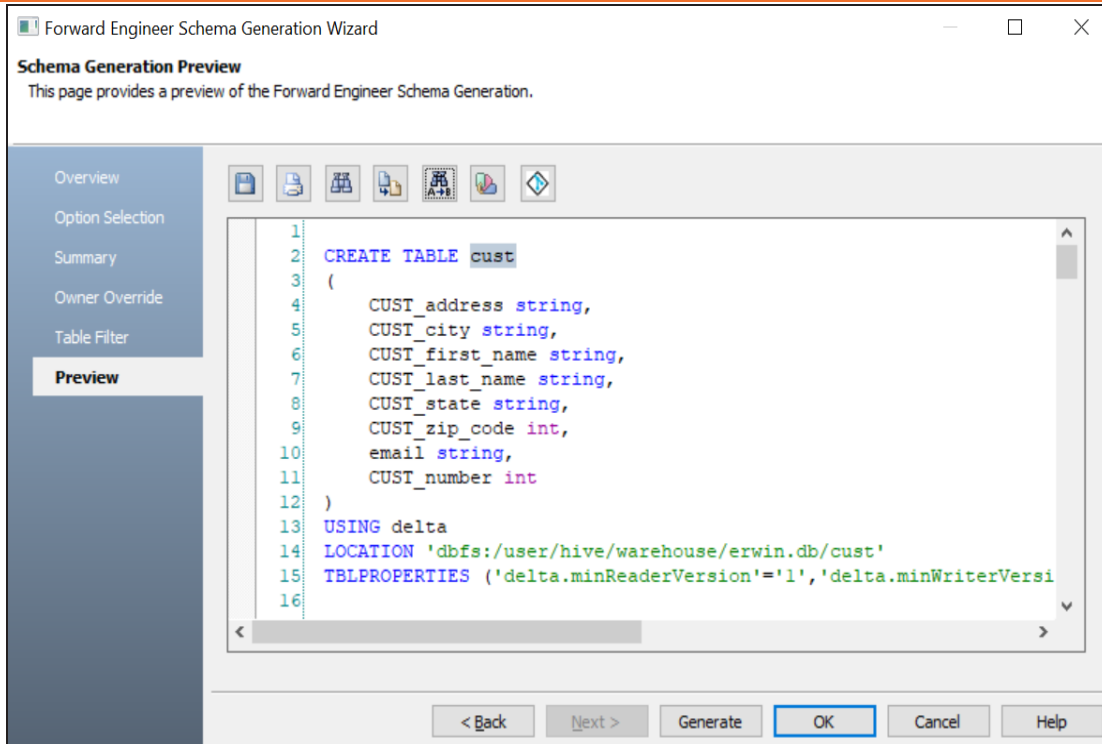 Forward Engineer Schema Generation Wizard
Schema Generation Preview
This page provides a preview of the Forward Engineer Schema Generation.
Overview
Option Selection
Summary
Owner Override
Table Filter
Preview
A→B
1
2 CREATE TABLE cust
3 (
4 CUST_address string,
5 CUST_city string,
6 CUST_first_name string,
7 CUST_last_name string,
8 CUST_state string,
9 CUST_zip_code int,
10 email string,
11 CUST_number int
12 )
13 USING delta
14 LOCATION 'dbfs:/user/hive/warehouse/erwin.db/cust'
15 TBLPROPERTIES ('delta.minReaderVersion'='1','delta.minWriterVersi
16
< Back Next > Generate OK Cancel Help